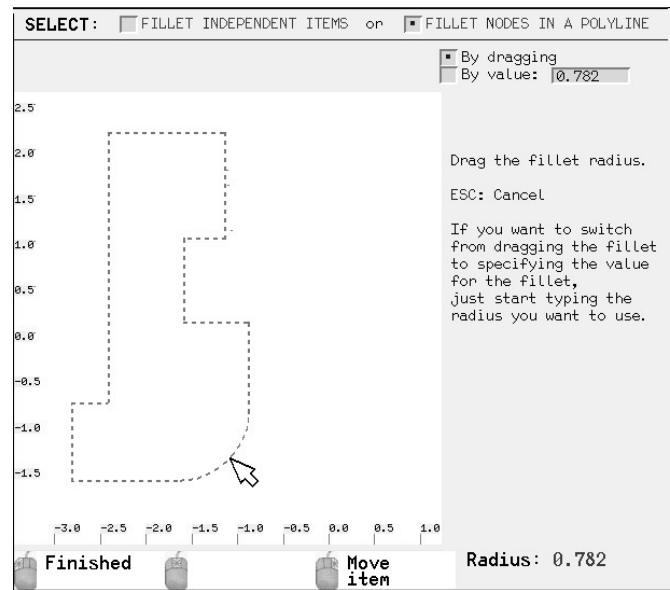 SELECT: FILLET INDEPENDENT ITEMS or FILLET NODES IN A POLYLINE
By dragging
By value: 0.782
2.5
2.0
1.5
1.0
0.5
0.0
-0.5
-1.0
-1.5
Drag the fillet radius.
ESC: Cancel
If you want to switch
from dragging the fillet
to specifying the value
for the fillet,
just start typing the
radius you want to use.
-3.0 -2.5 -2.0 -1.5 -1.0 -0.5 0.0 0.5 1.0
Finished
Move
item
Radius: 0.782